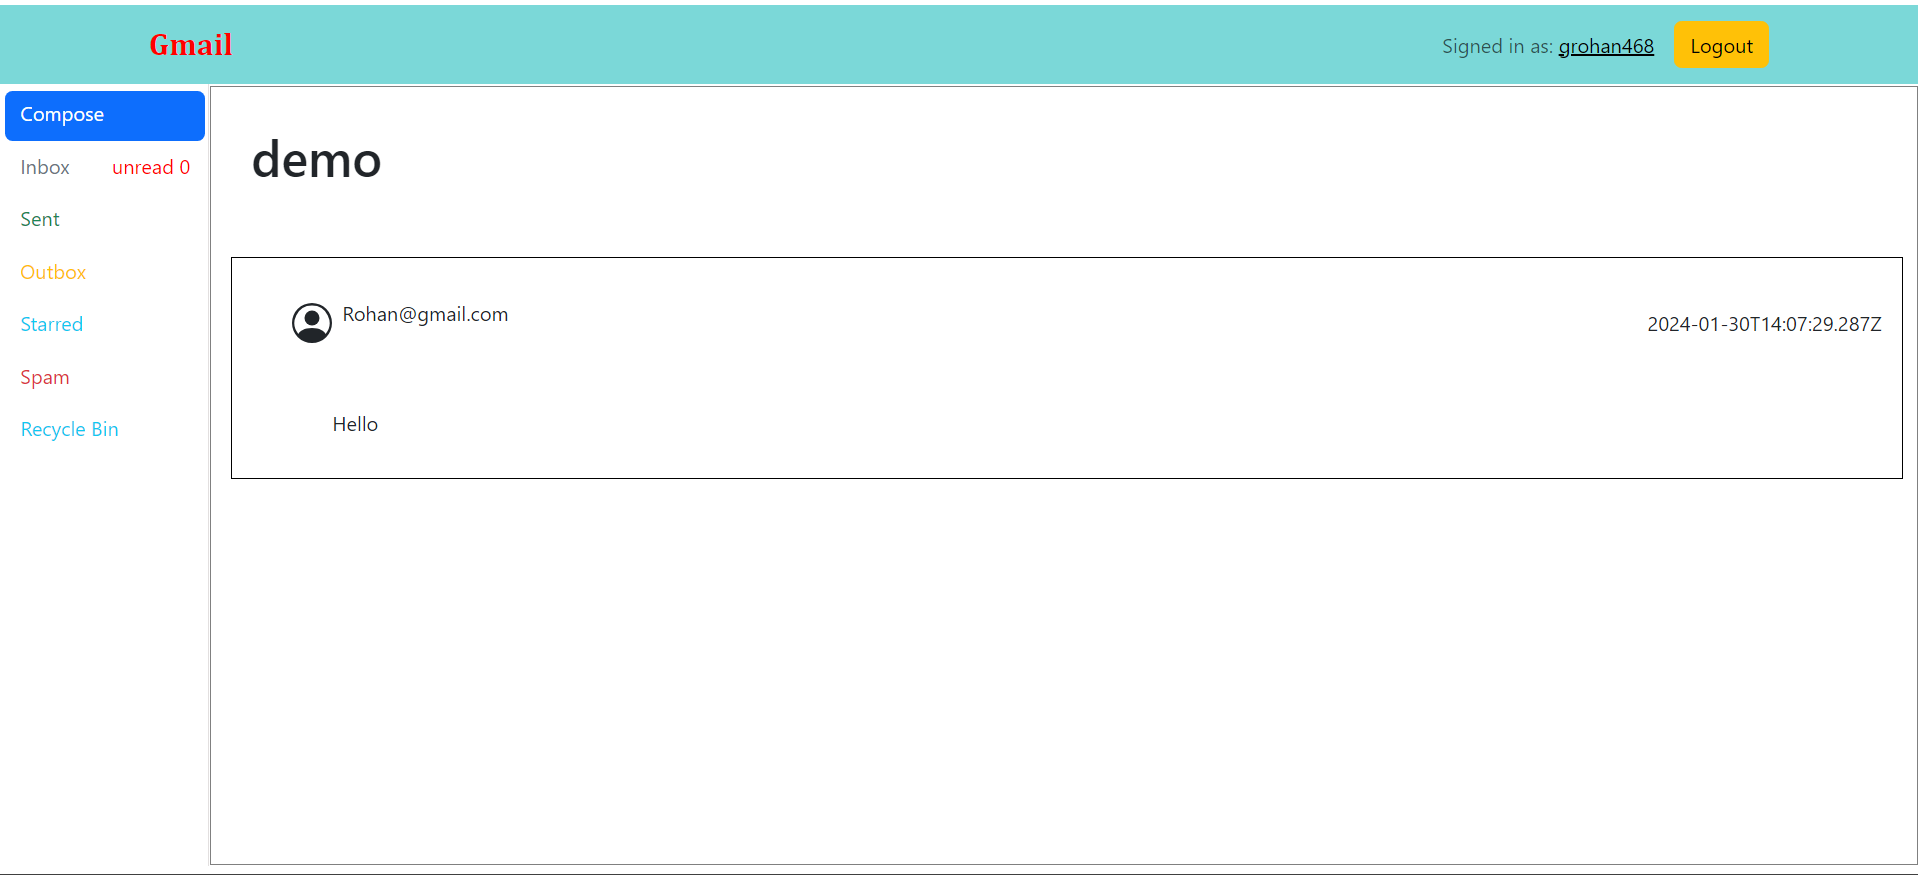 Gmail
Signed in as: grohan468 Logout
Compose
Inbox unread 0
Sent
Outbox
Starred
Spam
Recycle Bin
demo
Rohan@gmail.com
2024-01-30T14:07:29.287Z
Hello